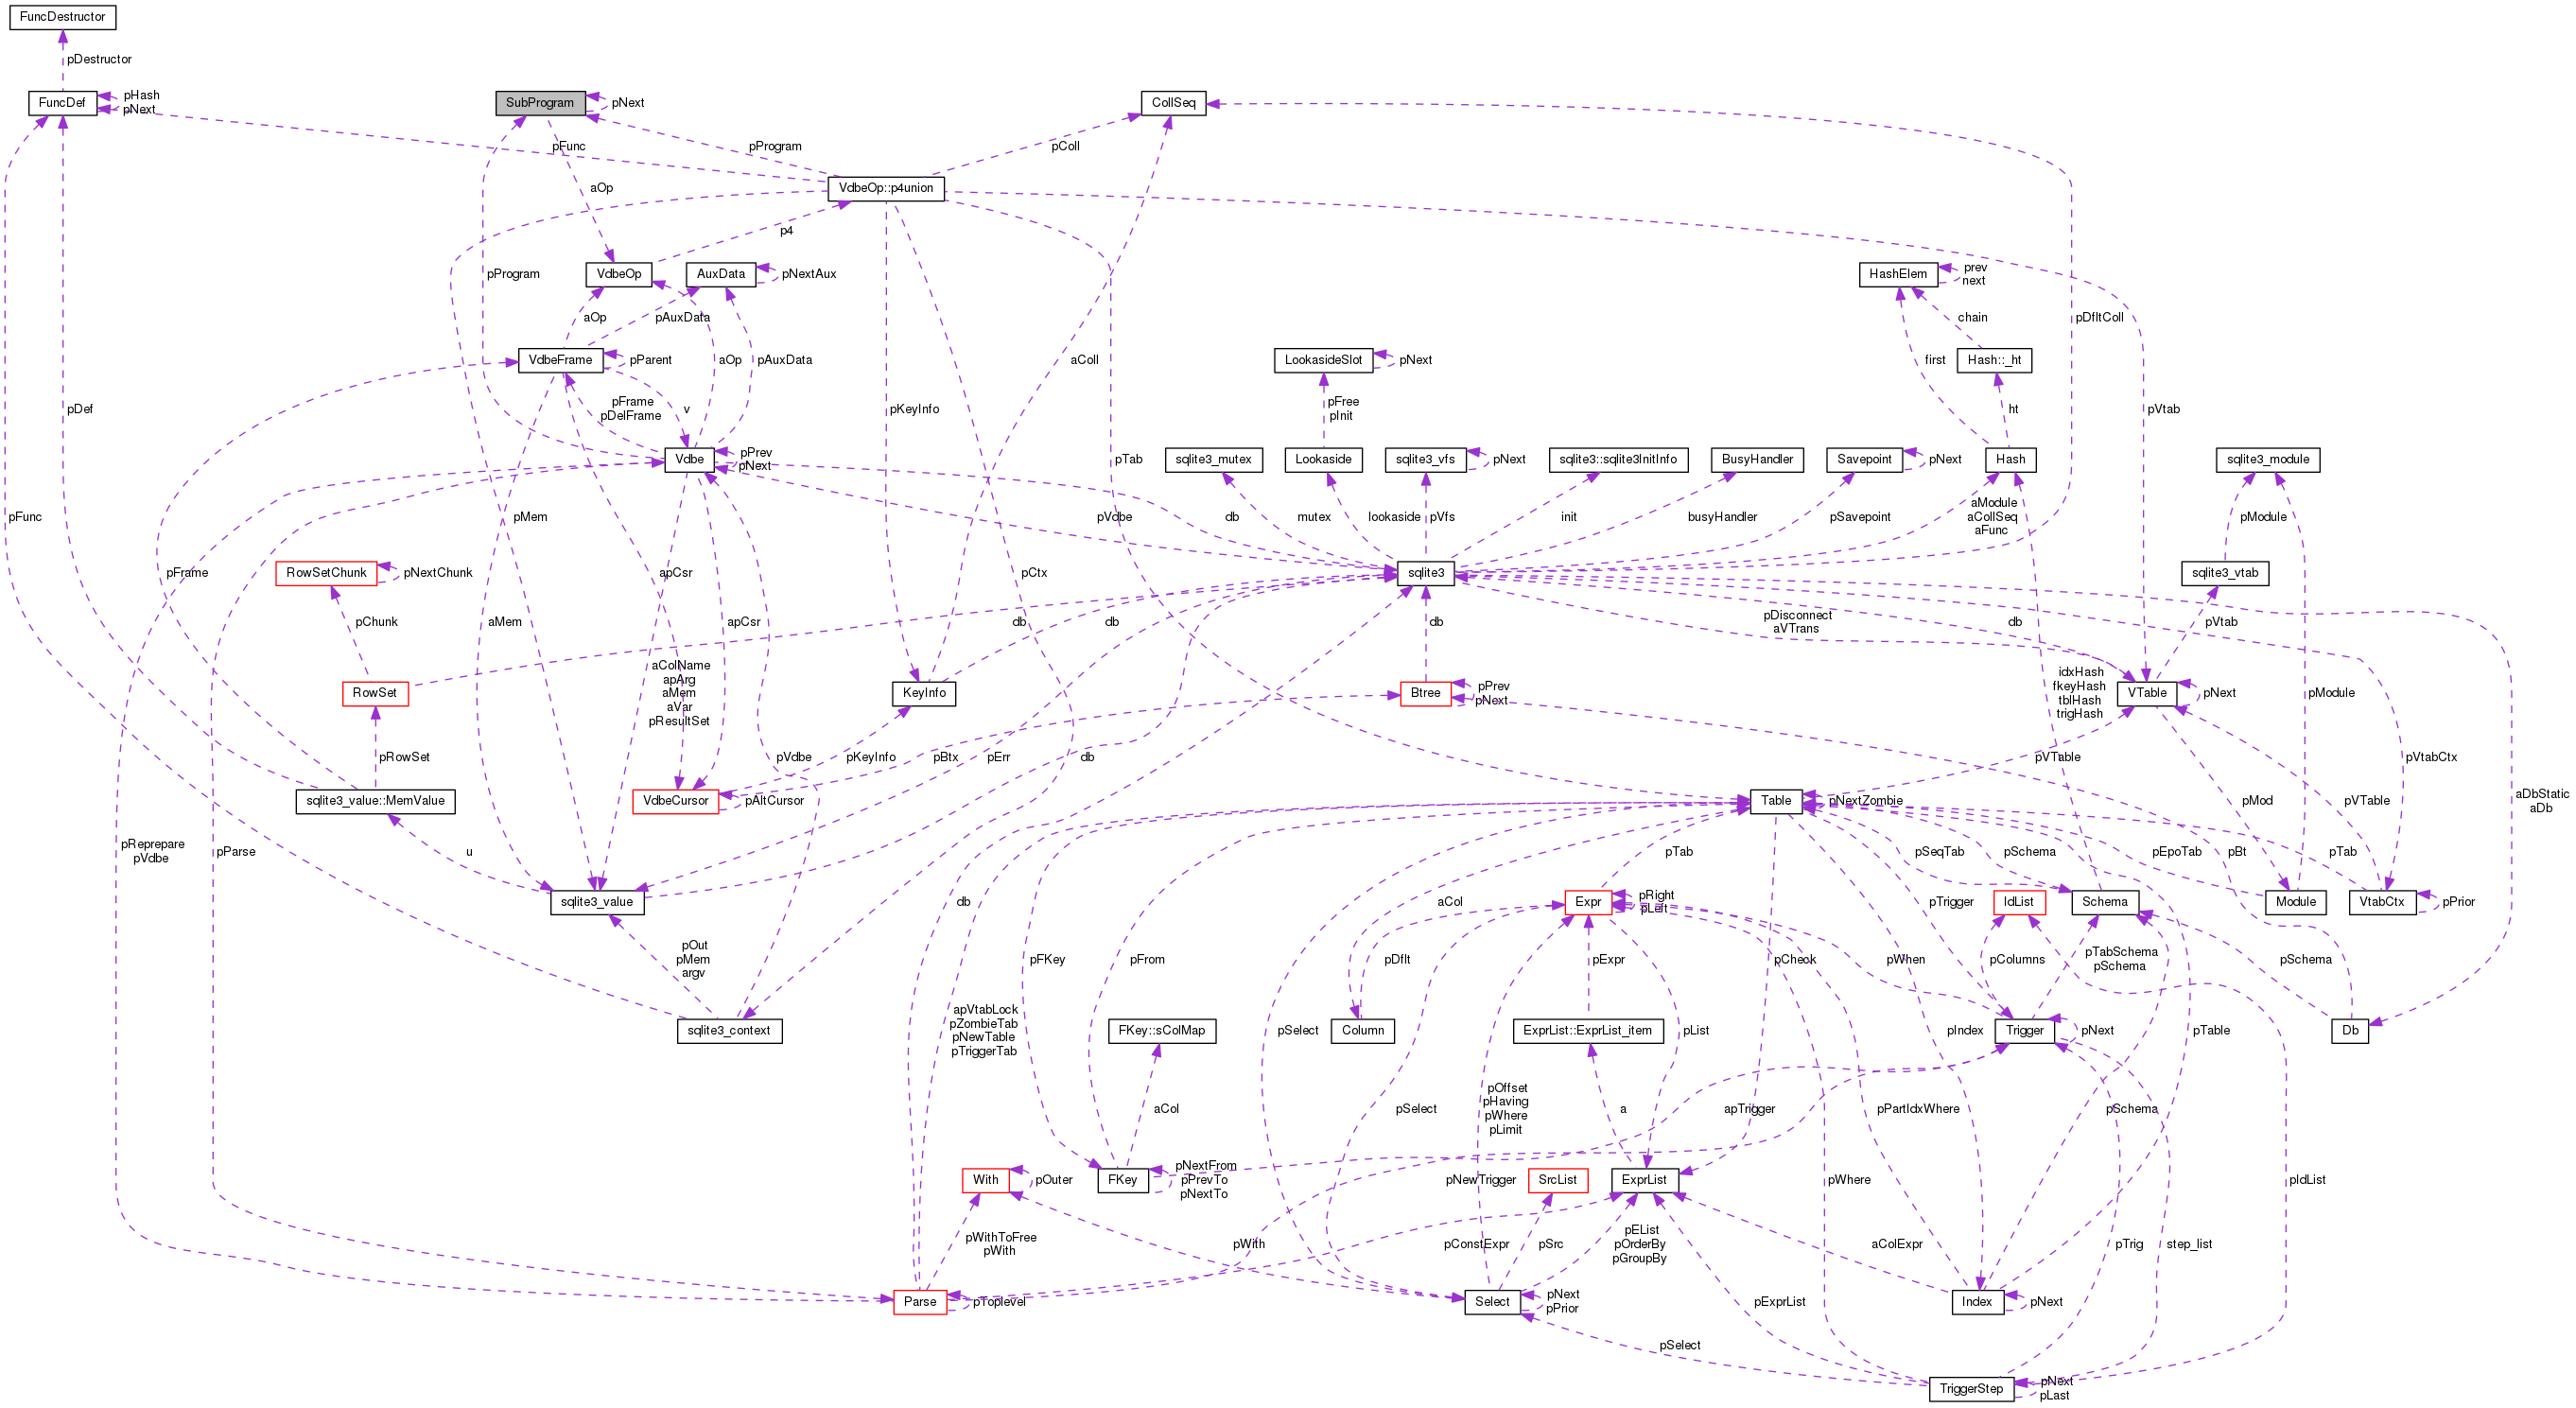 FuncDestructor
pDestructor
FuncDef
pHash
pNext
SubProgram
pNext
CollSeq
pFunc
pProgram
pColl
VdbeOp::p4union
aOp
p4
pProgram
VdbeOp
AuxData
pNextAux
HashElem
prev
next
aOp
pAuxData
chain
pDfltColl
VdbeFrame
pParent
aOp
pAuxData
aColl
LookasideSlot
pNext
first
Hash::_ht
pDef
pFrame
pDelFrame
v
pKeyInfo
pFree
pInit
ht
pVtab
Vdbe
pPrev
pNext
pTab
sqlite3_mutex
Lookaside
sqlite3_vfs
pNext
sqlite3::sqlite3InitInfo
BusyHandler
Savepoint
pNext
Hash
sqlite3_module
pFunc
pMem
pVdbe
db
mutex
lookaside
pVfs
init
busyHandler
pSavepoint
aModule
aCollSeq
aFunc
pModule
RowSetChunk
pNextChunk
pFrame
apCsr
pCtx
sqlite3
sqlite3_vtab
pChunk
aMem
apCsr
db
db
db
pDisconnect
aVTrans
db
pVtab
RowSet
aColName
apArg
aMem
aVar
pResultSet
KeyInfo
Btree
pPrev
pNext
idxHash
fkeyHash
tblHash
trigHash
VTable
pNext
pModule
pRowSet
pVdbe
pKeyInfo
pBtx
pErr
db
pVTable
pVtabCtx
sqlite3_value::MemValue
VdbeCursor
pAltCursor
Table
pNextZombie
pMod
pVTable
aDbStatic
aDb
pReprepare
pVdbe
pParse
u
pTab
pSeqTab
pSchema
pEpoTab
pBt
pTab
sqlite3_value
db
aCol
Expr
pRight
pLeft
pTrigger
IdList
Schema
Module
VtabCtx
pPrior
pOut
pMem
argv
pFKey
pFrom
pDflt
pExpr
pCheck
pWhen
pColumns
pTabSchema
pSchema
pSchema
sqlite3_context
apVtabLock
pZombieTab
pNewTable
pTriggerTab
FKey::sColMap
pSelect
Column
ExprList::ExprList_item
pList
pIndex
Trigger
pNext
pTable
Db
aCol
pSelect
pOffset
pHaving
pWhere
pLimit
a
apTrigger
pPartIdxWhere
pSchema
With
pOuter
FKey
pNextFrom
pPrevTo
pNextTo
pNewTrigger
SrcList
ExprList
pWhere
pIdList
pWithToFree
pWith
pWith
pConstExpr
pSrc
pEList
pOrderBy
pGroupBy
aColExpr
pTrig
step_list
Parse
pToplevel
Select
pNext
pPrior
pExprList
Index
pNext
pSelect
TriggerStep
pNext
pLast